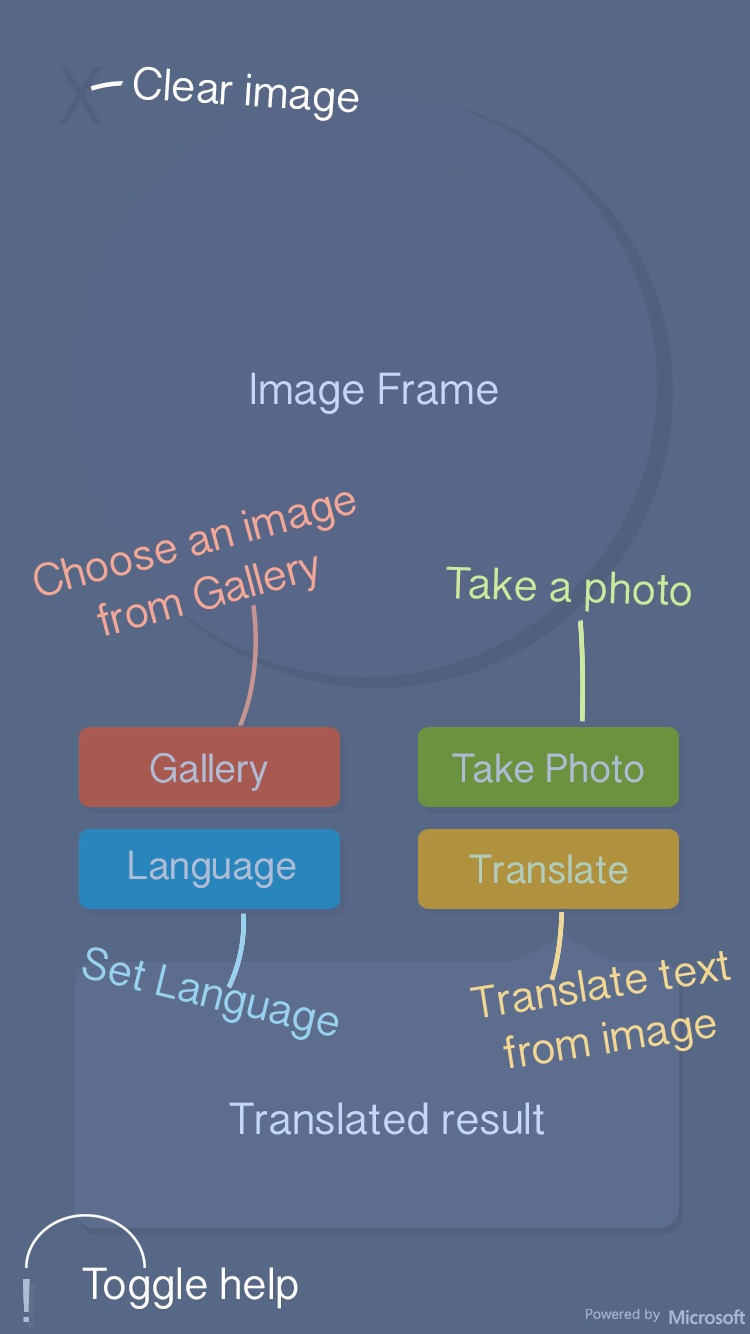 X
Clear image
Image Frame
Choose an image
from Gallery
Take a photo
Gallery
Take Photo
Language
Translate
Set Language
Translate text
from image
Translated result
! Toggle help
Powered by Microsoft